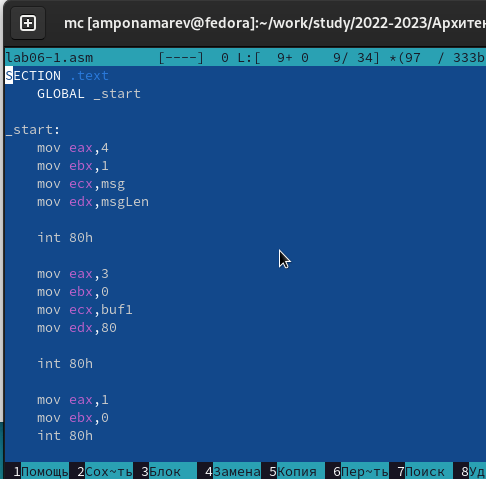 mc [amponamarev@fedora]:~/work/study/2022-2023/Архите
lab06-1.asm [----] 0 L:[ 9+ 0 9/ 34] *(97 / 333b
SECTION .text
GLOBAL _start
_start:
mov eax,4
mov ebx,1
mov ecx,msg
mov edx,msgLen
int 80h
mov eax,3
mov ebx,0
mov ecx,buf1
mov edx,80
int 80h
mov eax,1
mov ebx,0
int 80h
1Помощь 2Сох~ть 3Блок 4Замена 5Копия 6Пер~ть 7Поиск 8Уд